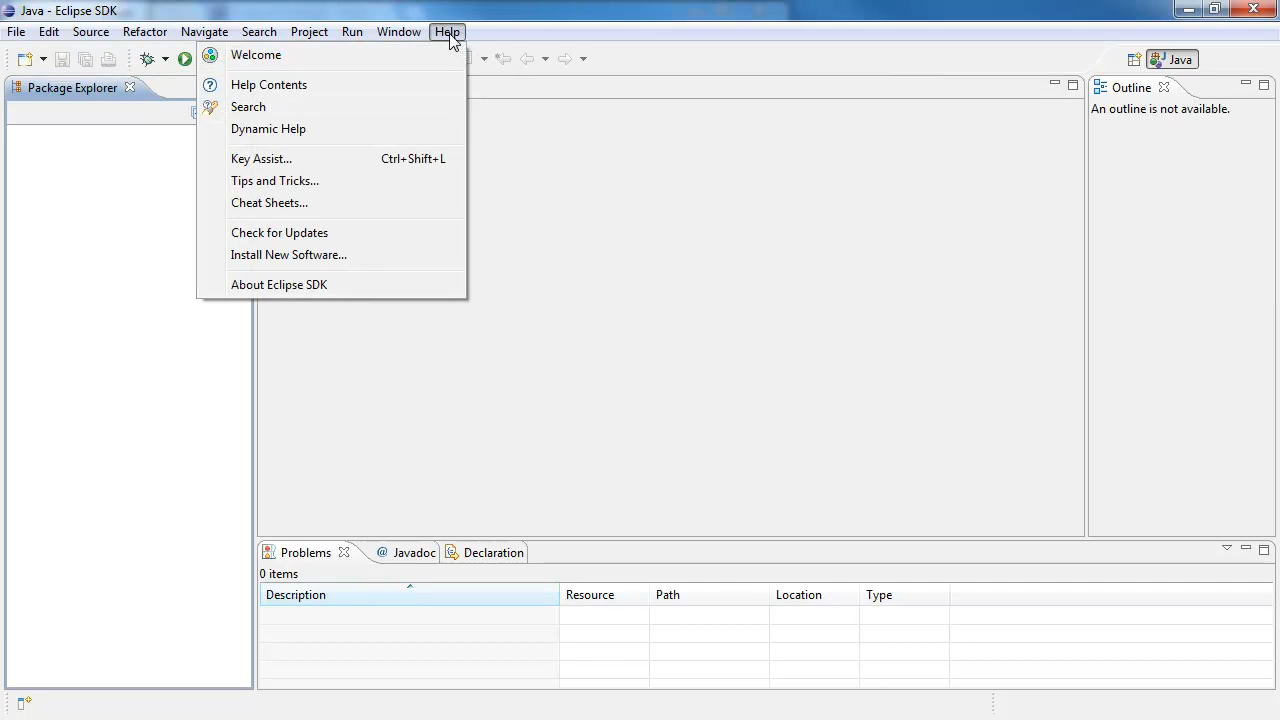 Java - Eclipse SDK
File Edit Source Refactor Navigate Search Project Run Window Help
Java
Package Explorer
Outline
An outline is not available.
Welcome
Help Contents
Search
Dynamic Help
Key Assist... Ctrl+Shift+L
Tips and Tricks...
Cheat Sheets...
Check for Updates
Install New Software...
About Eclipse SDK
Problems @ Javadoc Declaration
0 items
Description Resource Path Location Type